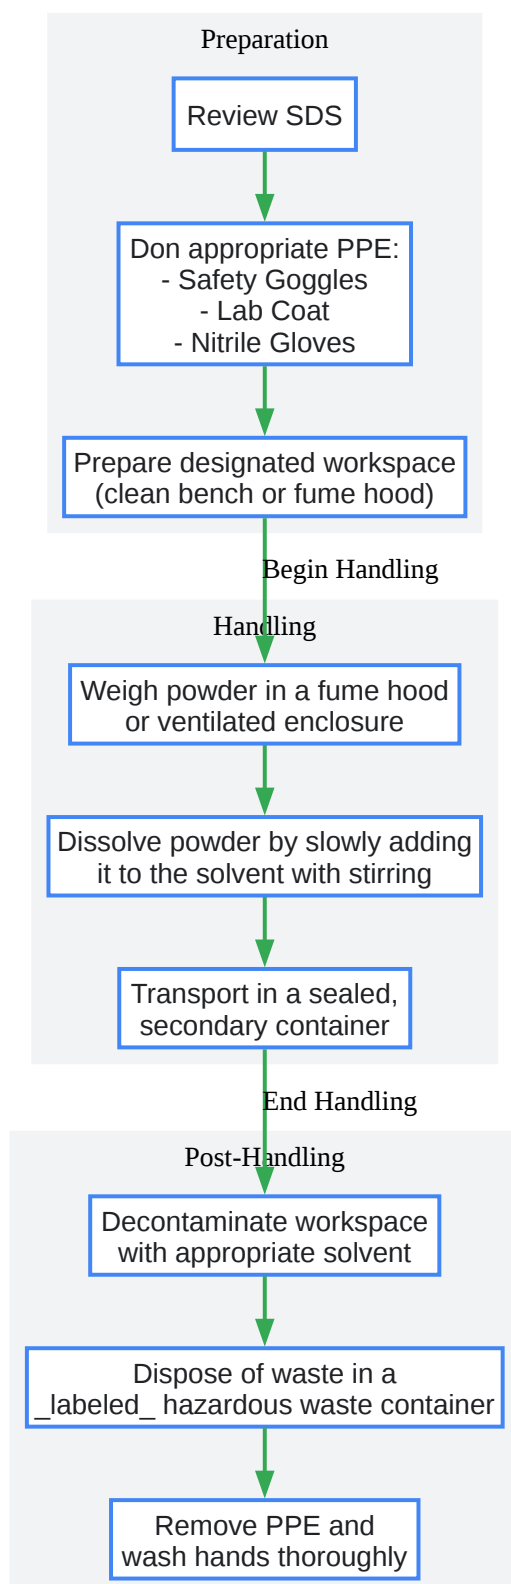 Preparation
Review SDS
Don appropriate PPE:
- Safety Goggles
- Lab Coat
- Nitrile Gloves
Prepare designated workspace
(clean bench or fume hood)
Begin Handling
Handling
Weigh powder in a fume hood
or ventilated enclosure
Dissolve powder by slowly adding
it to the solvent with stirring
Transport in a sealed,
secondary container
End Handling
Post-Handling
Decontaminate workspace
with appropriate solvent
Dispose of waste in a
_labeled_ hazardous waste container
Remove PPE and
wash hands thoroughly